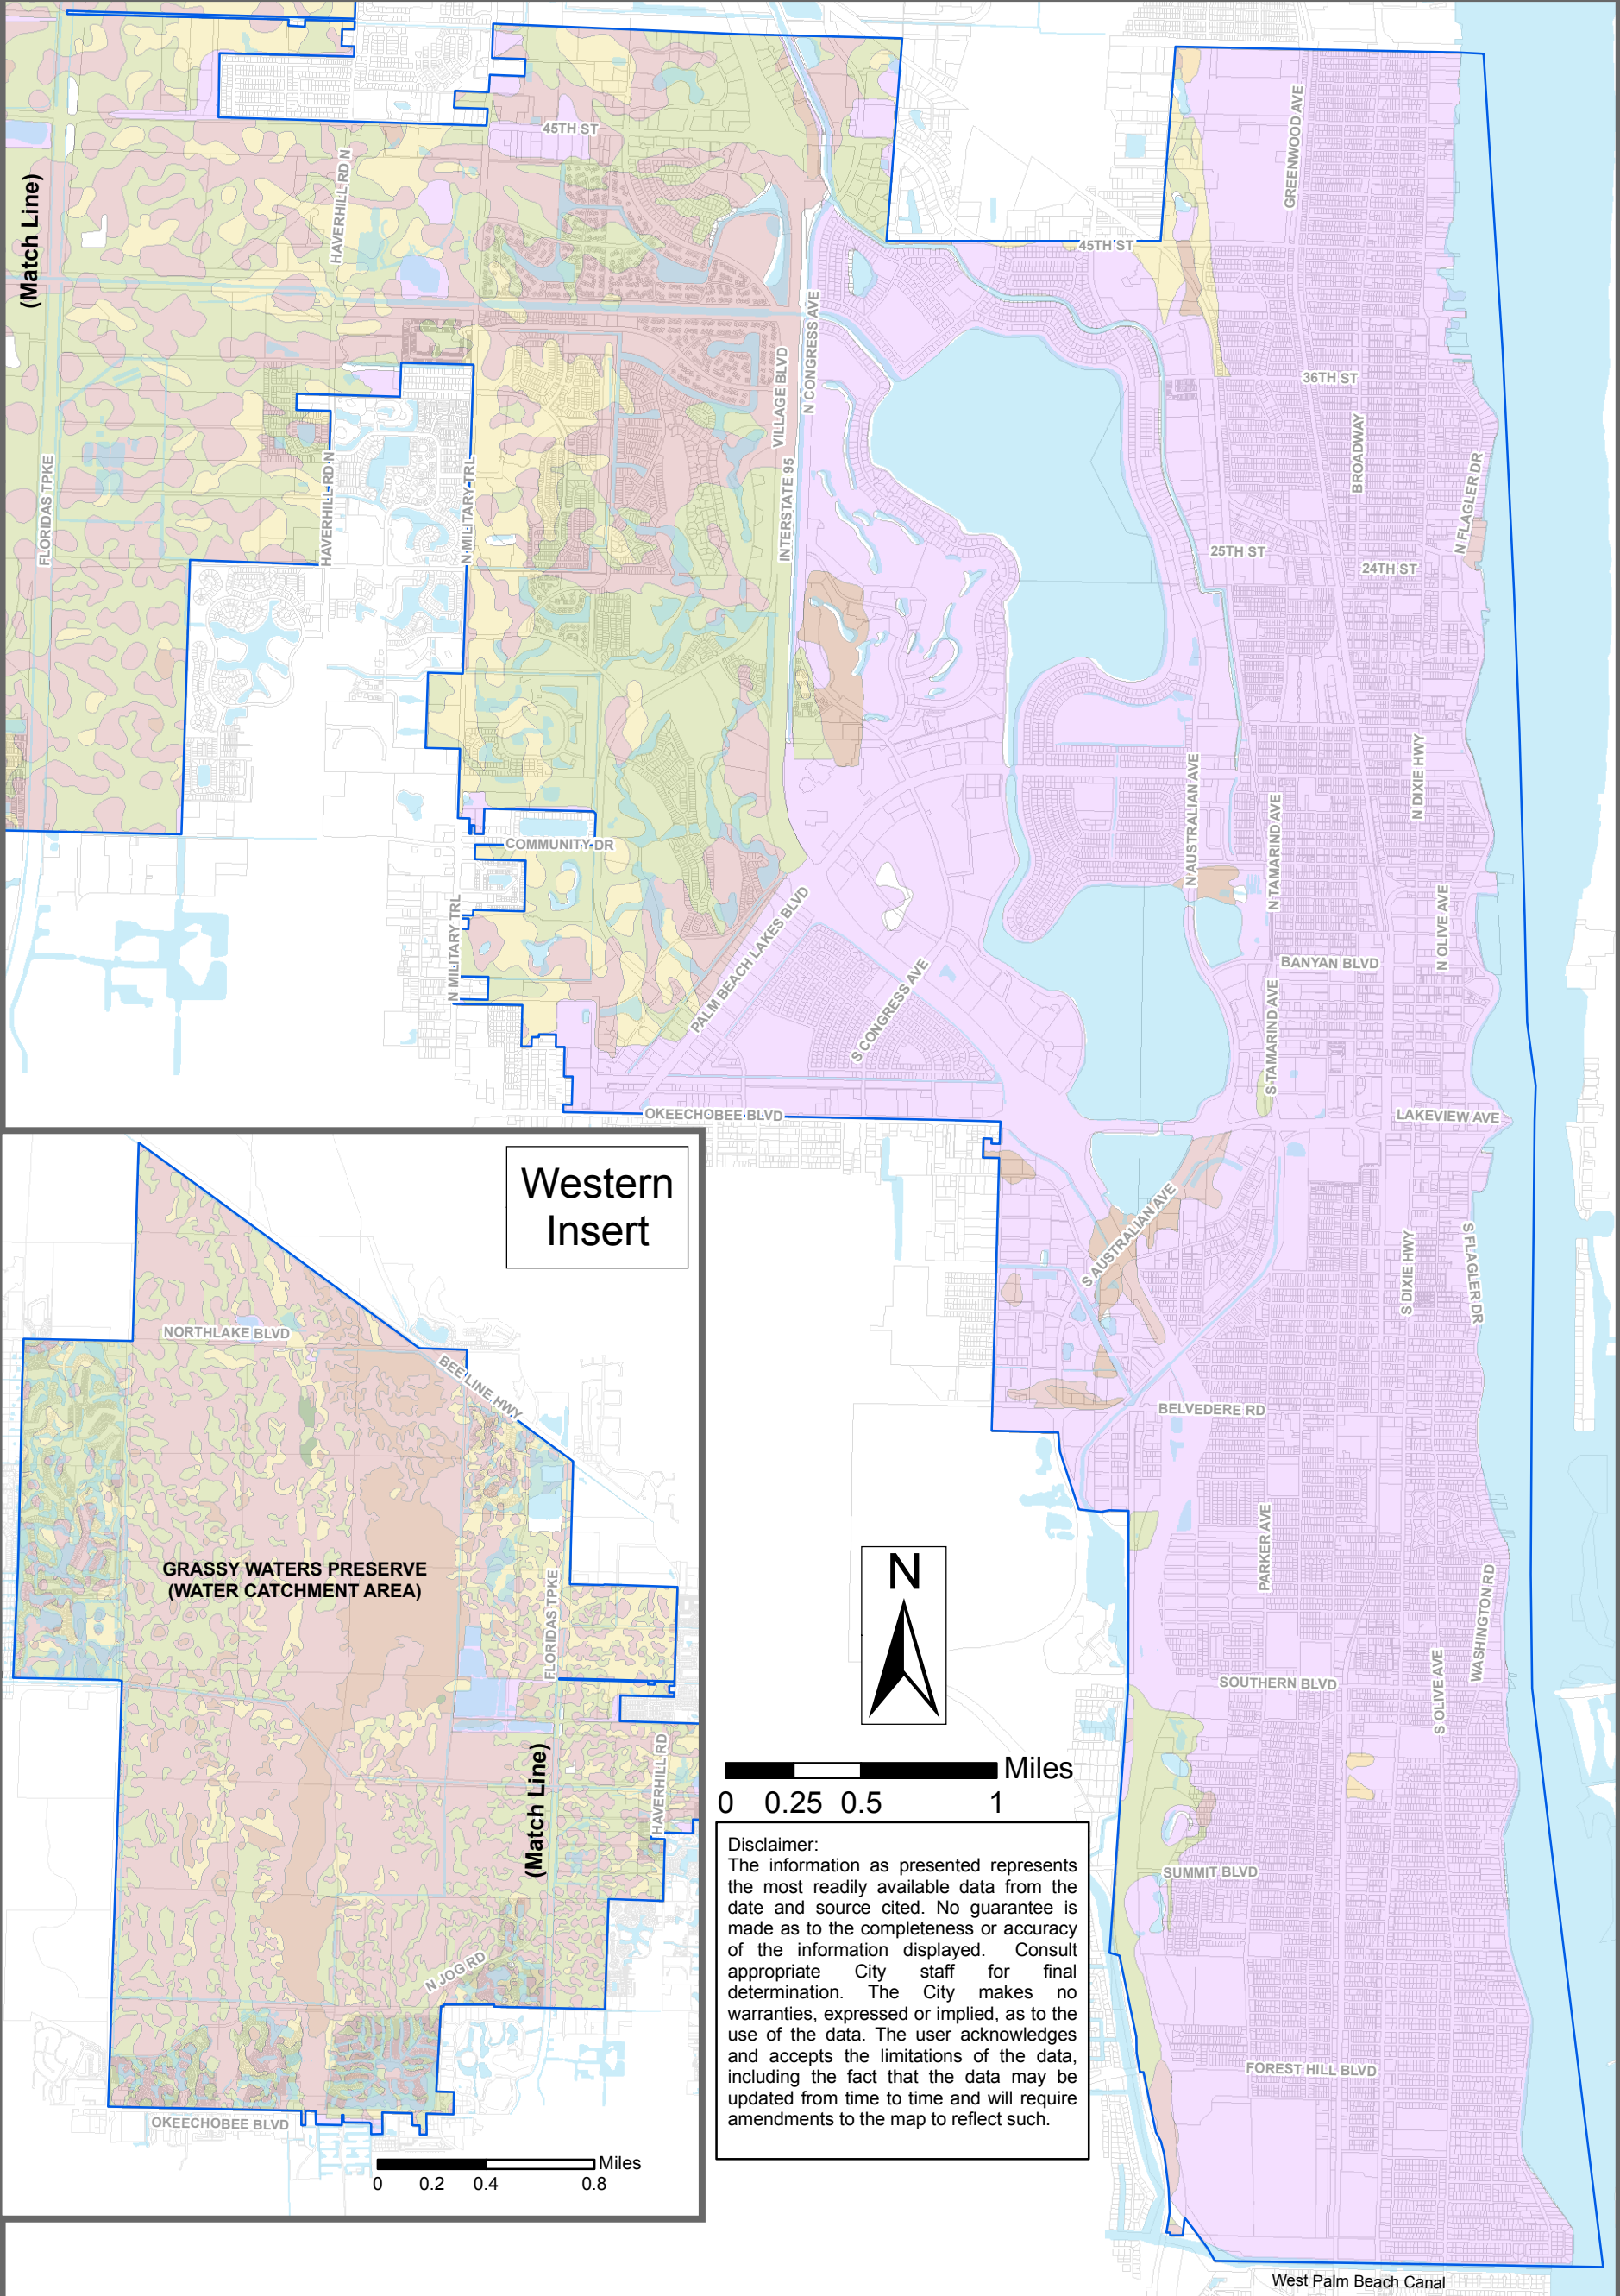 45TH ST
GREENWOOD AVE
(Match Line)
HAVERHILL RD N
45TH ST
N CONGRESS AVE
VILLAGE BLVD
36TH ST
BROADWAY
FLORIDAS TPKE
HAVERHILL RD N
N MILITARY TRL
INTERSTATE 95
N FLAGLER DR
25TH ST
24TH ST
N AUSTRALIAN AVE
N TAMARIND AVE
N DIXIE HWY
COMMUNITY DR
N MILITARY TRL
PALM BEACH LAKES BLVD
S CONGRESS AVE
N OLIVE AVE
BANYAN BLVD
S TAMARIND AVE
OKEECHOBEE BLVD
LAKEVIEW AVE
Western
Insert
S AUSTRALIAN AVE
S DIXIE HWY
S FLAGLER DR
NORTHLAKE BLVD
BEE LINE HWY
BELVEDERE RD
GRASSY WATERS PRESERVE
(WATER CATCHMENT AREA)
FLORIDAS TPKE
N
PARKER AVE
WASHINGTON RD
SOUTHERN BLVD
S OLIVE AVE
(Match Line)
HAVERHILL RD
Miles
0 0.25 0.5 1
Disclaimer:
The information as presented represents
the most readily available data from the
date and source cited. No guarantee is
made as to the completeness or accuracy
of the information displayed. Consult
appropriate City staff for final
determination. The City makes no
warranties, expressed or implied, as to the
use of the data. The user acknowledges
and accepts the limitations of the data,
including the fact that the data may be
updated from time to time and will require
amendments to the map to reflect such.
SUMMIT BLVD
N JOG RD
FOREST HILL BLVD
OKEECHOBEE BLVD
Miles
0 0.2 0.4 0.8
West Palm Beach Canal